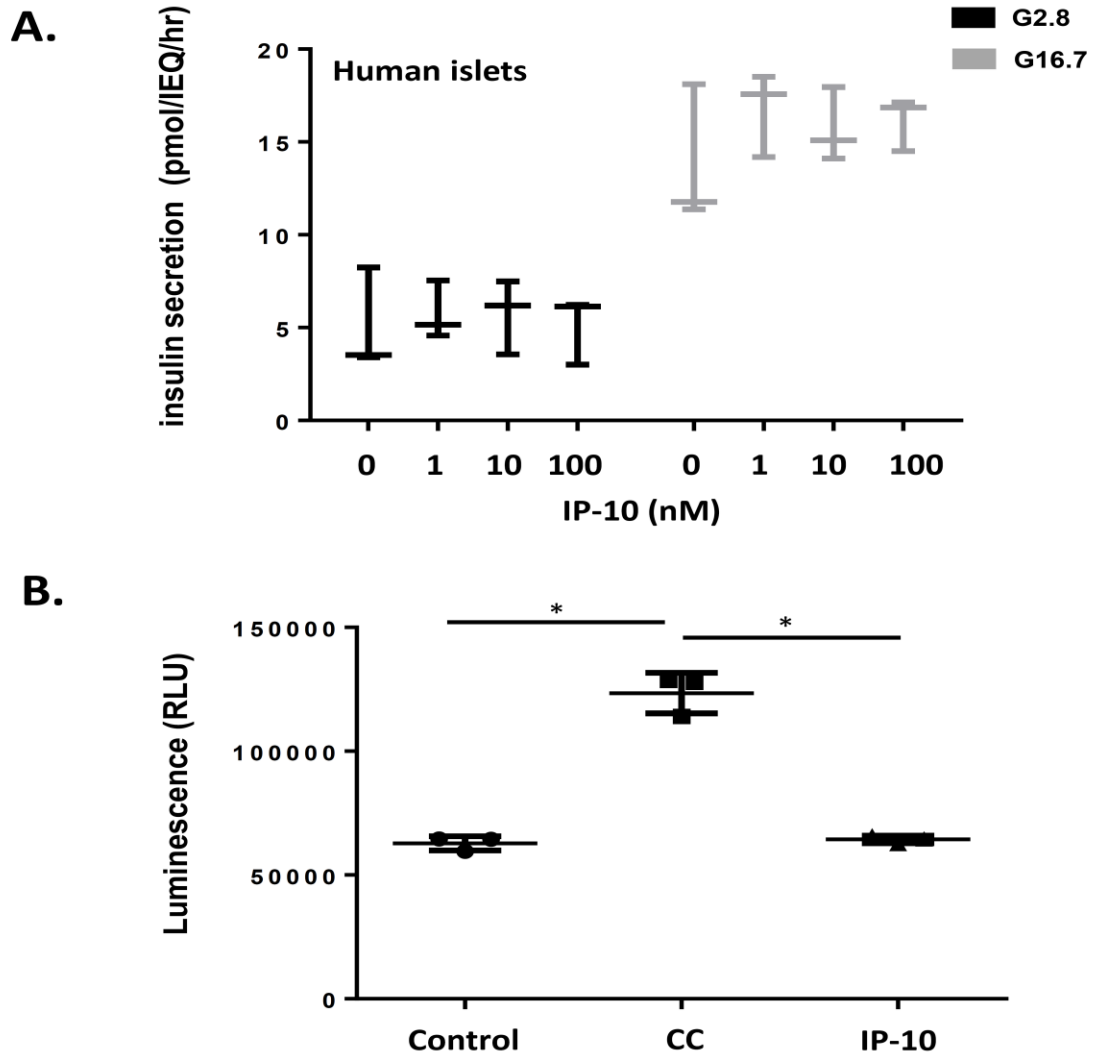 A.
G2.8
G16.7
Human islets
insulin secretion (pmol/IEQ/hr)
20
15
10
5
0
0 1 10 100 0 1 10 100
IP-10 (nM)
B.
* *
Luminescence (RLU)
150000
100000
50000
0
Control CC IP-10